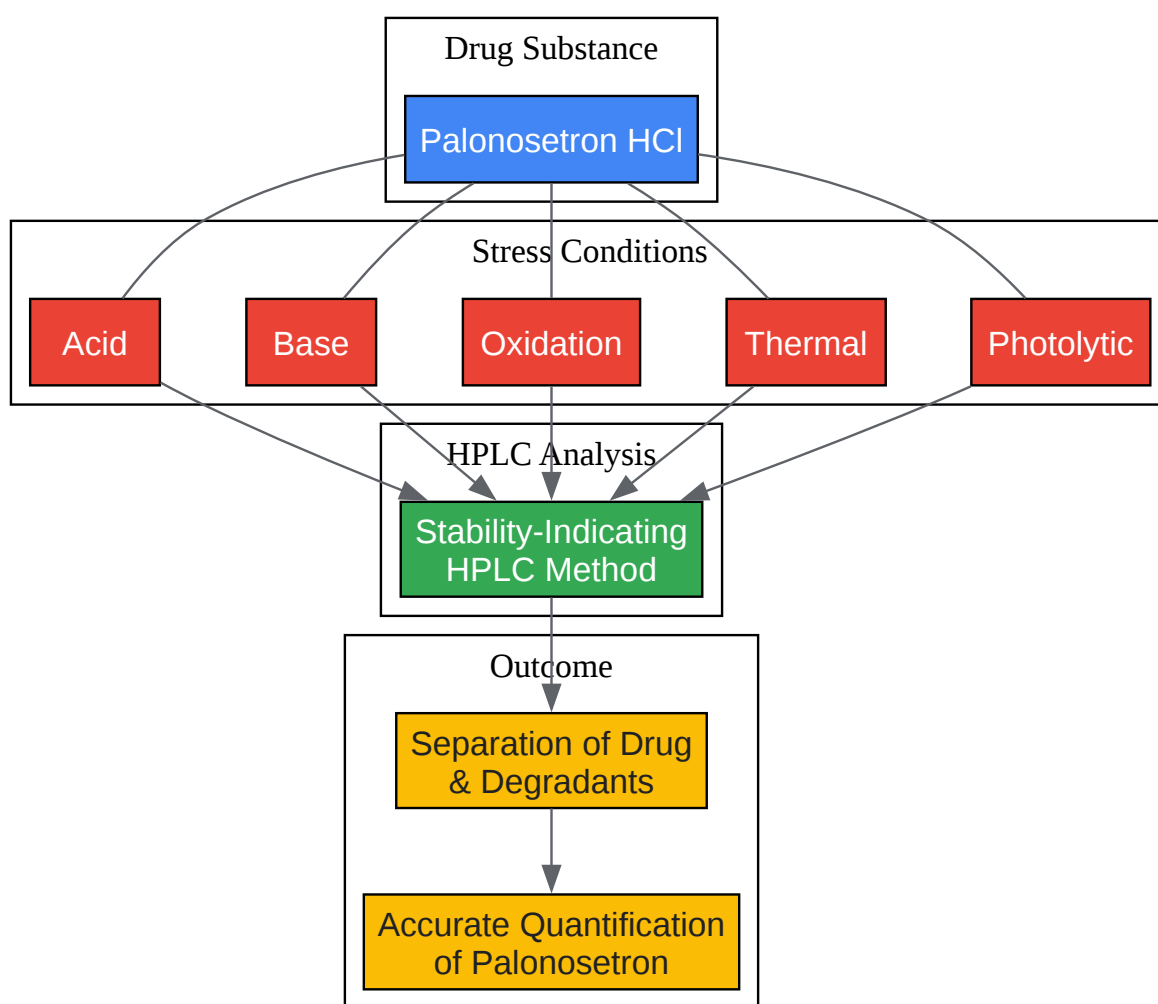 Drug Substance
Palonosetron HCl
Stress Conditions
Acid
Base
Oxidation
Thermal
Photolytic
HPLC Analysis
Stability-Indicating
HPLC Method
Outcome
Separation of Drug
& Degradants
Accurate Quantification
of Palonosetron